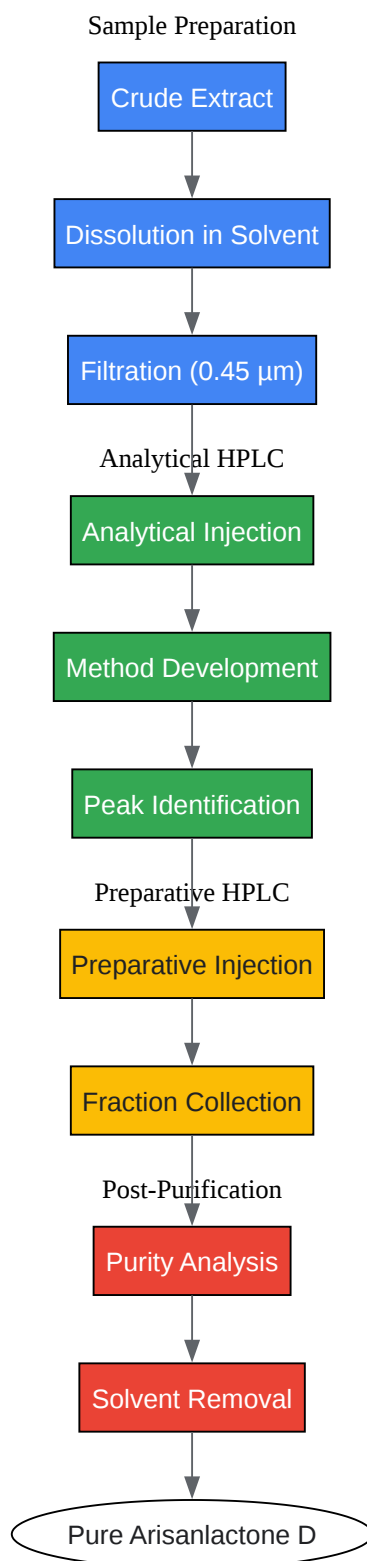 Sample Preparation
Crude Extract
Dissolution in Solvent
Filtration (0.45 µm)
Analytical HPLC
Analytical Injection
Method Development
Peak Identification
Preparative HPLC
Preparative Injection
Fraction Collection
Post-Purification
Purity Analysis
Solvent Removal
Pure Arisanlactone D